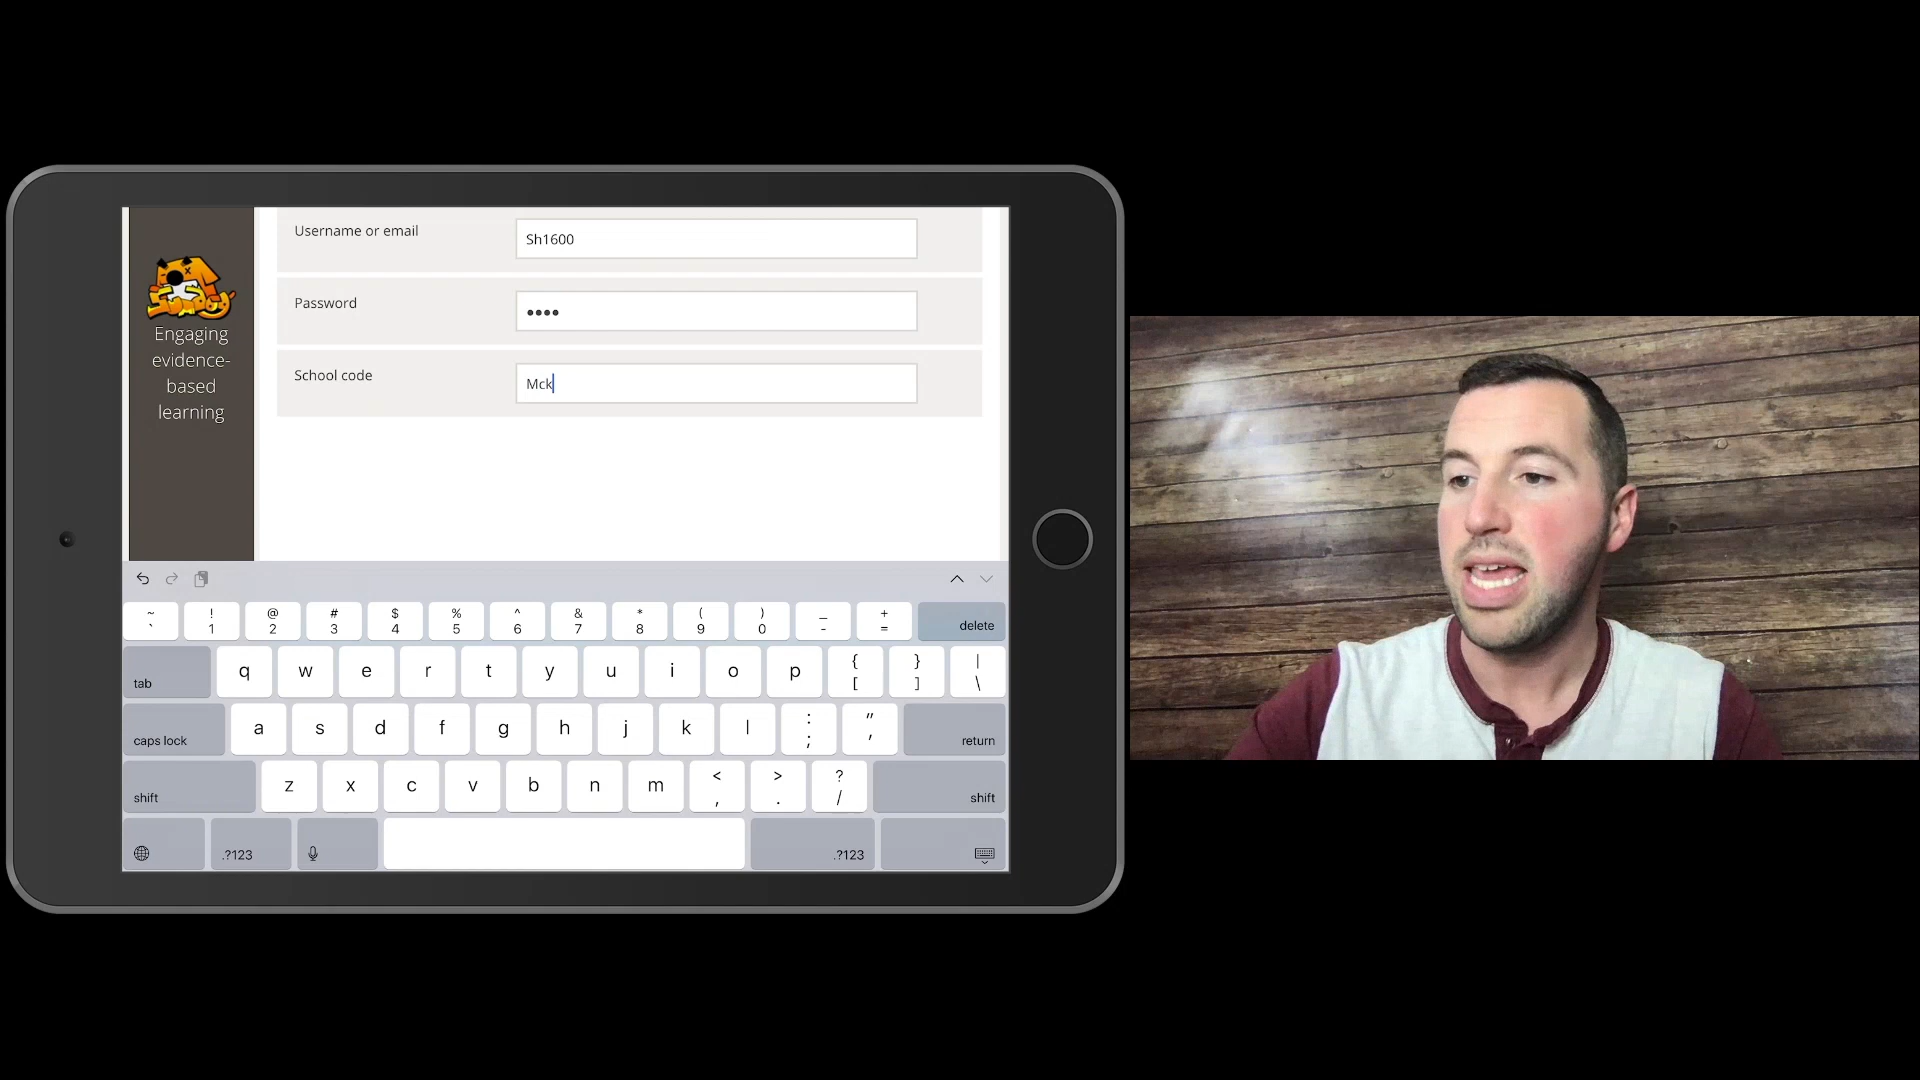 Username or email
Sh1600
Password
••••
School code
Mck
Sumdog
Engaging
evidence-
based
learning
~ ! @ # $ % ^ & * ( ) _ +
` 1 2 3 4 5 6 7 8 9 0 - = delete
tab q w e r t y u i o p { [ } ] | \
caps lock a s d f g h j k l : ; " ' return
shift z x c v b n m < , > . ? / shift
.?123 .?123